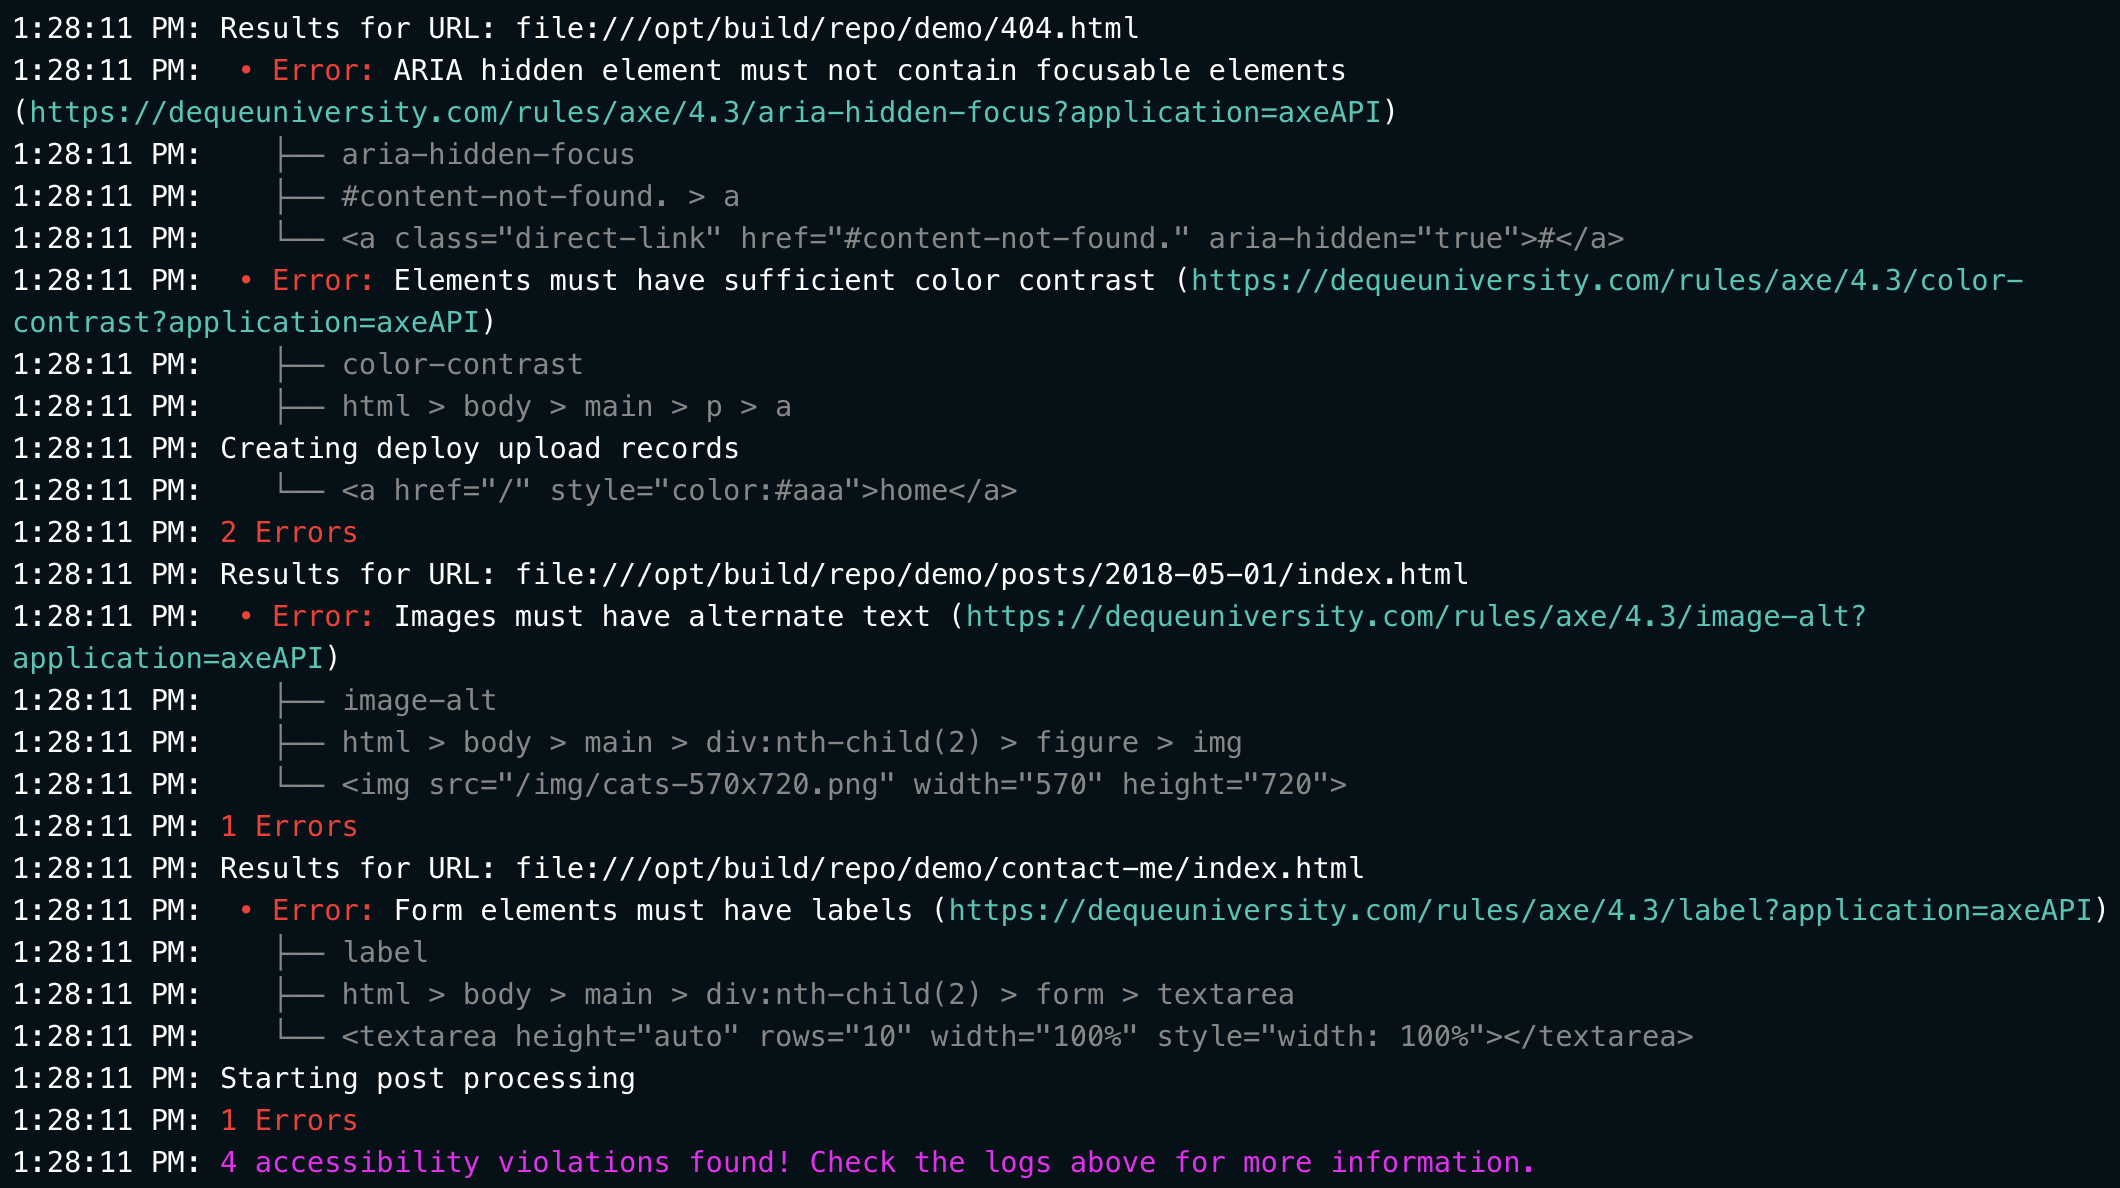 1:28:11 PM: Results for URL: file:///opt/build/repo/demo/404.html
1:28:11 PM:  • Error: ARIA hidden element must not contain focusable elements
(https://dequeuniversity.com/rules/axe/4.3/aria-hidden-focus?application=axeAPI)
1:28:11 PM:    ├── aria-hidden-focus
1:28:11 PM:    ├── #content-not-found. > a
1:28:11 PM:    └── <a class="direct-link" href="#content-not-found." aria-hidden="true">#</a>
1:28:11 PM:  • Error: Elements must have sufficient color contrast (https://dequeuniversity.com/rules/axe/4.3/color-
contrast?application=axeAPI)
1:28:11 PM:    ├── color-contrast
1:28:11 PM:    ├── html > body > main > p > a
1:28:11 PM: Creating deploy upload records
1:28:11 PM:    └── <a href="/" style="color:#aaa">home</a>
1:28:11 PM: 2 Errors
1:28:11 PM: Results for URL: file:///opt/build/repo/demo/posts/2018-05-01/index.html
1:28:11 PM:  • Error: Images must have alternate text (https://dequeuniversity.com/rules/axe/4.3/image-alt?
application=axeAPI)
1:28:11 PM:    ├── image-alt
1:28:11 PM:    ├── html > body > main > div:nth-child(2) > figure > img
1:28:11 PM:    └── <img src="/img/cats-570x720.png" width="570" height="720">
1:28:11 PM: 1 Errors
1:28:11 PM: Results for URL: file:///opt/build/repo/demo/contact-me/index.html
1:28:11 PM:  • Error: Form elements must have labels (https://dequeuniversity.com/rules/axe/4.3/label?application=axeAPI)
1:28:11 PM:    ├── label
1:28:11 PM:    ├── html > body > main > div:nth-child(2) > form > textarea
1:28:11 PM:    └── <textarea height="auto" rows="10" width="100%" style="width: 100%"></textarea>
1:28:11 PM: Starting post processing
1:28:11 PM: 1 Errors
1:28:11 PM: 4 accessibility violations found! Check the logs above for more information.